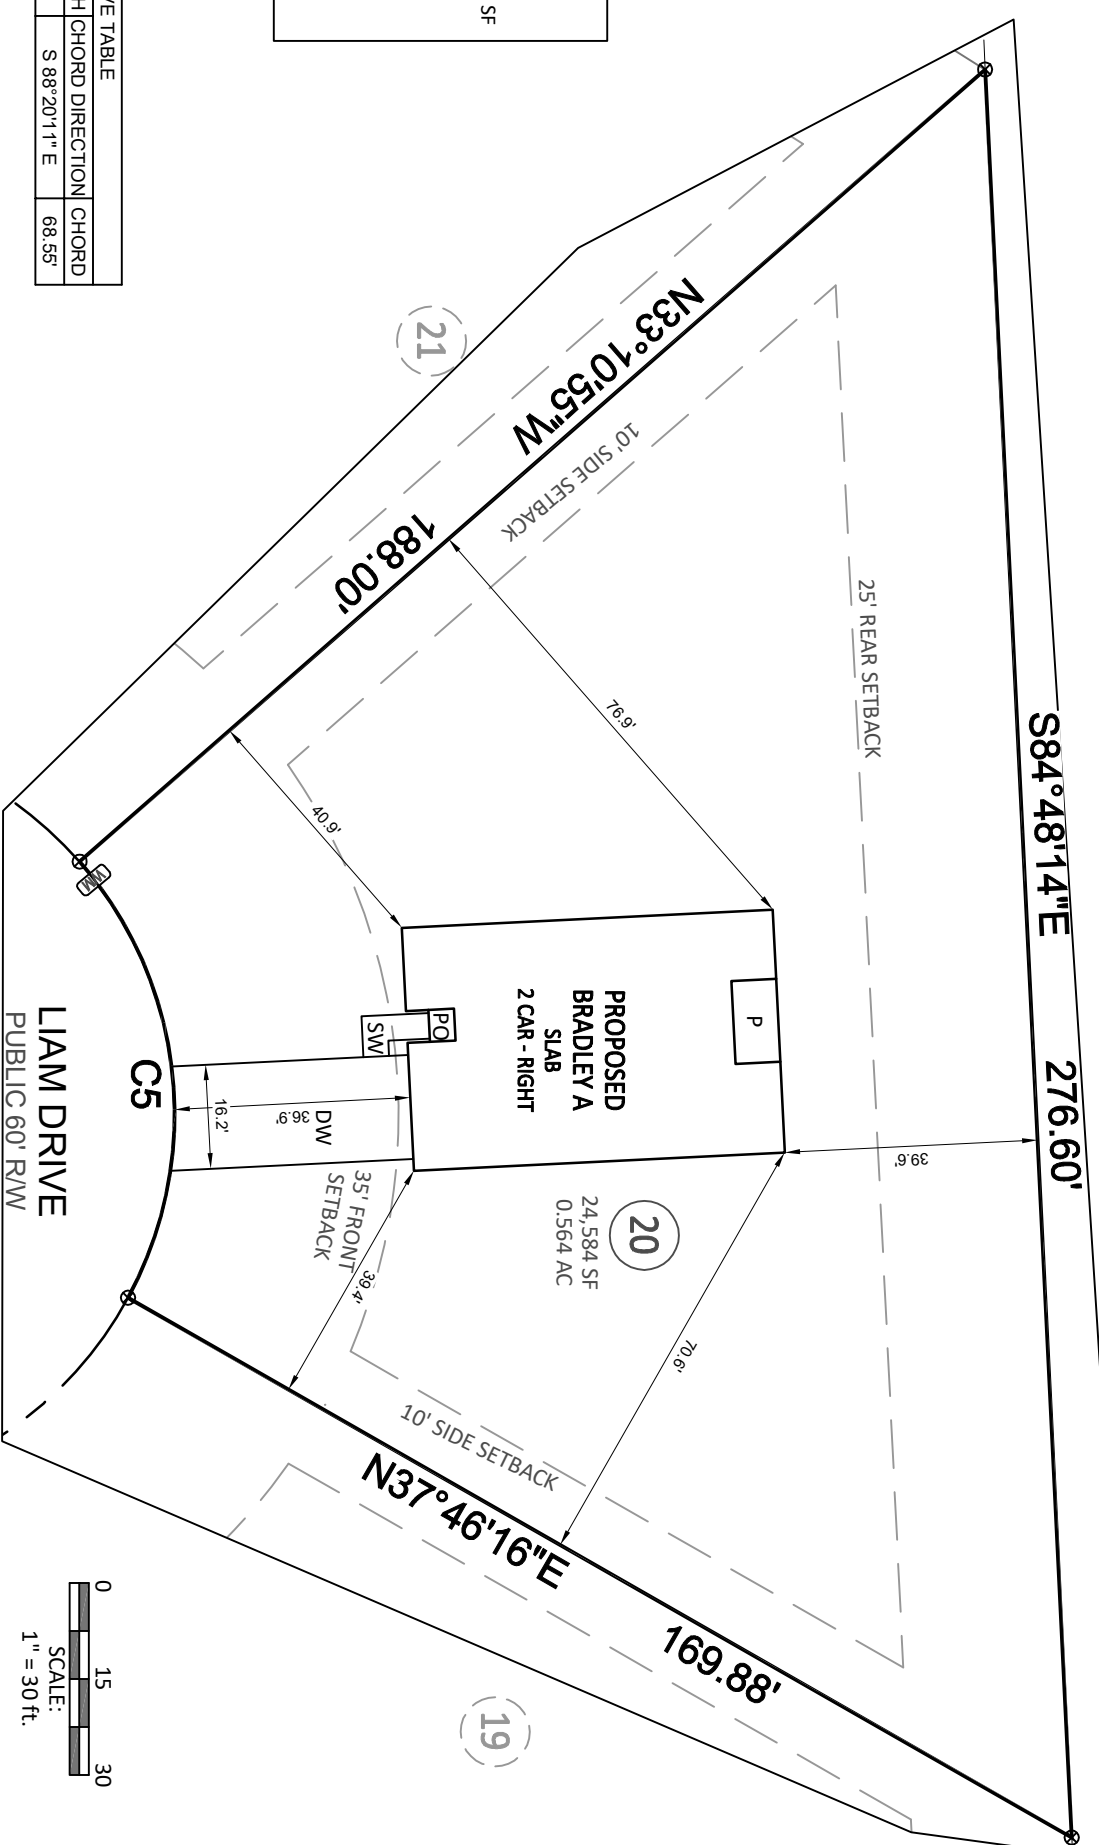 SF
VE TABLE
H CHORD DIRECTION CHORD
S 88°20'11" E 68.55'
S84°48'14"E 276.60'
N33°10'55"W 188.00'
21
10' SIDE SETBACK
25' REAR SETBACK
76.9'
40.9'
39.6'
P
PROPOSED
BRADLEY A
SLAB
2 CAR - RIGHT
PO
SW
DW
36.9'
16.2'
20
24,584 SF
0.564 AC
35' FRONT
SETBACK
39.4'
70.6'
10' SIDE SETBACK
N37°46'16"E 169.88'
19
WM
C5
LIAM DRIVE
PUBLIC 60' R/W
0 15 30
SCALE:
1" = 30 ft.